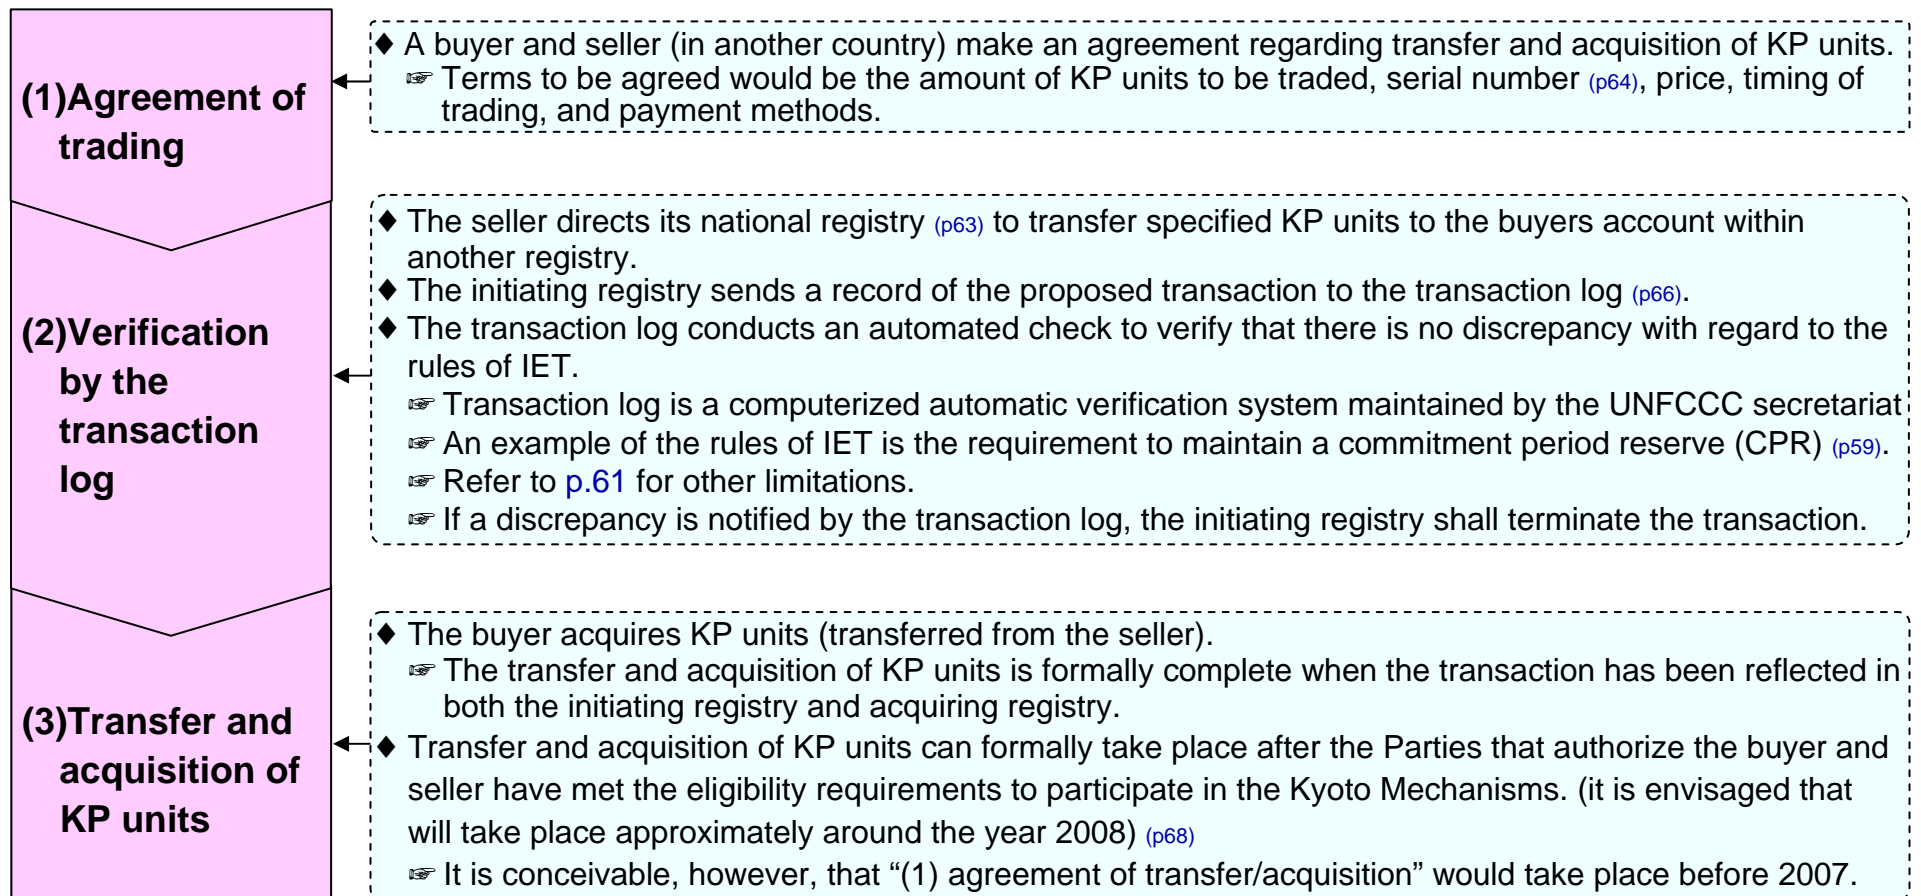 (1)Agreement of
trading
♦ A buyer and seller (in another country) make an agreement regarding transfer and acquisition of KP units.
☞ Terms to be agreed would be the amount of KP units to be traded, serial number (p64), price, timing of
trading, and payment methods.
(2)Verification
by the
transaction
log
♦ The seller directs its national registry (p63) to transfer specified KP units to the buyers account within
another registry.
♦ The initiating registry sends a record of the proposed transaction to the transaction log (p66).
♦ The transaction log conducts an automated check to verify that there is no discrepancy with regard to the
rules of IET.
☞ Transaction log is a computerized automatic verification system maintained by the UNFCCC secretariat
☞ An example of the rules of IET is the requirement to maintain a commitment period reserve (CPR) (p59).
☞ Refer to p.61 for other limitations.
☞ If a discrepancy is notified by the transaction log, the initiating registry shall terminate the transaction.
(3)Transfer and
acquisition of
KP units
♦ The buyer acquires KP units (transferred from the seller).
☞ The transfer and acquisition of KP units is formally complete when the transaction has been reflected in
both the initiating registry and acquiring registry.
♦ Transfer and acquisition of KP units can formally take place after the Parties that authorize the buyer and
seller have met the eligibility requirements to participate in the Kyoto Mechanisms. (it is envisaged that
will take place approximately around the year 2008) (p68)
☞ It is conceivable, however, that “(1) agreement of transfer/acquisition” would take place before 2007.